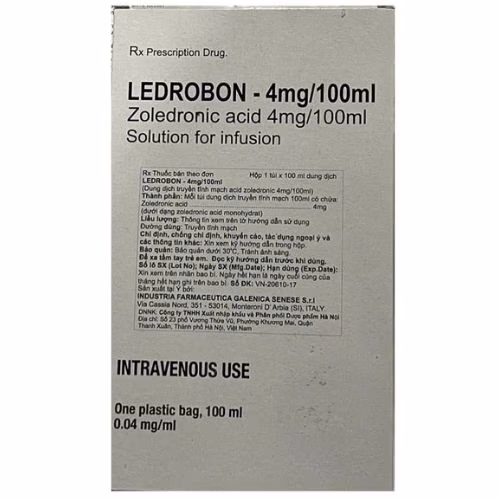 Rx Prescription Drug.
LEDROBON - 4mg/100ml
Zoledronic acid 4mg/100ml
Solution for infusion
Rx Thuốc bán theo đơn Hộp 1 túi x 100 ml dung dịch
LEDROBON - 4mg/100ml
(Dung dịch truyền tĩnh mạch acid zoledronic 4mg/100ml)
Thành phần: Mỗi túi dung dịch truyền tĩnh mạch 100ml có chứa:
Zoledronic acid ........................ 4mg
(dưới dạng zoledronic acid monohydrat)
Liều lượng: Thông tin xem trên tờ hướng dẫn sử dụng
Đường dùng: Truyền tĩnh mạch
Chỉ định, chống chỉ định, khuyến cáo, tác dụng ngoại ý và
các thông tin khác: Xin xem kỹ hướng dẫn trong hộp.
Bảo quản: Bảo quản dưới 30°C. Tránh ánh sáng.
Để xa tầm tay trẻ em. Đọc kỹ hướng dẫn trước khi dùng.
Số lô SX (Lot No); Ngày SX (Mfg.Date); Hạn dùng (Exp.Date):
Xin xem trên nhãn bao bì. Ngày hết hạn là ngày cuối cùng của
tháng hết hạn ghi trên bao bì. Số ĐK: VN-20610-17
Sản xuất tại Ý bởi:
INDUSTRIA FARMACEUTICA GALENICA SENESE S.r.l
Via Cassia Nord, 351 - 53014, Monteroni D' Arbia (SI), ITALY
DNNK: Công ty TNHH Xuất nhập khẩu và Phân phối Dược phẩm Hà Nội
Địa chỉ: Số 23 phố Vương Thừa Vũ, Phường Khương Mai, Quận
Thanh Xuân, Thành phố Hà Nội, Việt Nam
INTRAVENOUS USE
One plastic bag, 100 ml
0.04 mg/ml